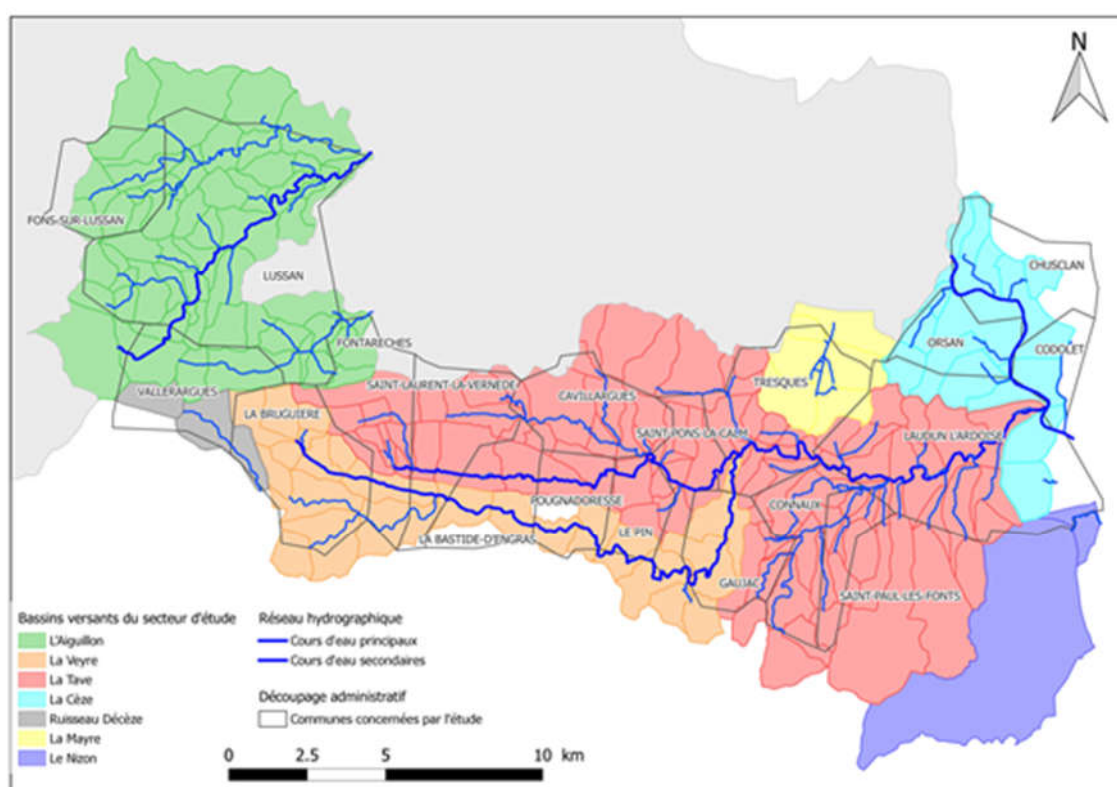 N
FONS-SUR-LUSSAN
LUSSAN
CHUSCLAN
ORSAN
CODOLET
FONTARECHES
VALLERARGUES
SAINT-LAURENT-LA-VERNEDE
TRESQUES
CAVILLARGUES
LA BRUGUIERE
SAINT-PONS-LA-CALM
LAUDUN L'ARDOISE
POUGNADORESSE
CONNAUX
LE PIN
LA BASTIDE-D'ENGRAS
GAUJAC
SAINT-PAUL-LES-FONTS
Bassins versants du secteur d'étude
L'Aiguillon
La Veyre
La Tave
La Cèze
Ruisseau Décèze
La Mayre
Le Nizon
Réseau hydrographique
Cours d'eau principaux
Cours d'eau secondaires
Découpage administratif
Communes concernées par l'étude
0 2.5 5 10 km